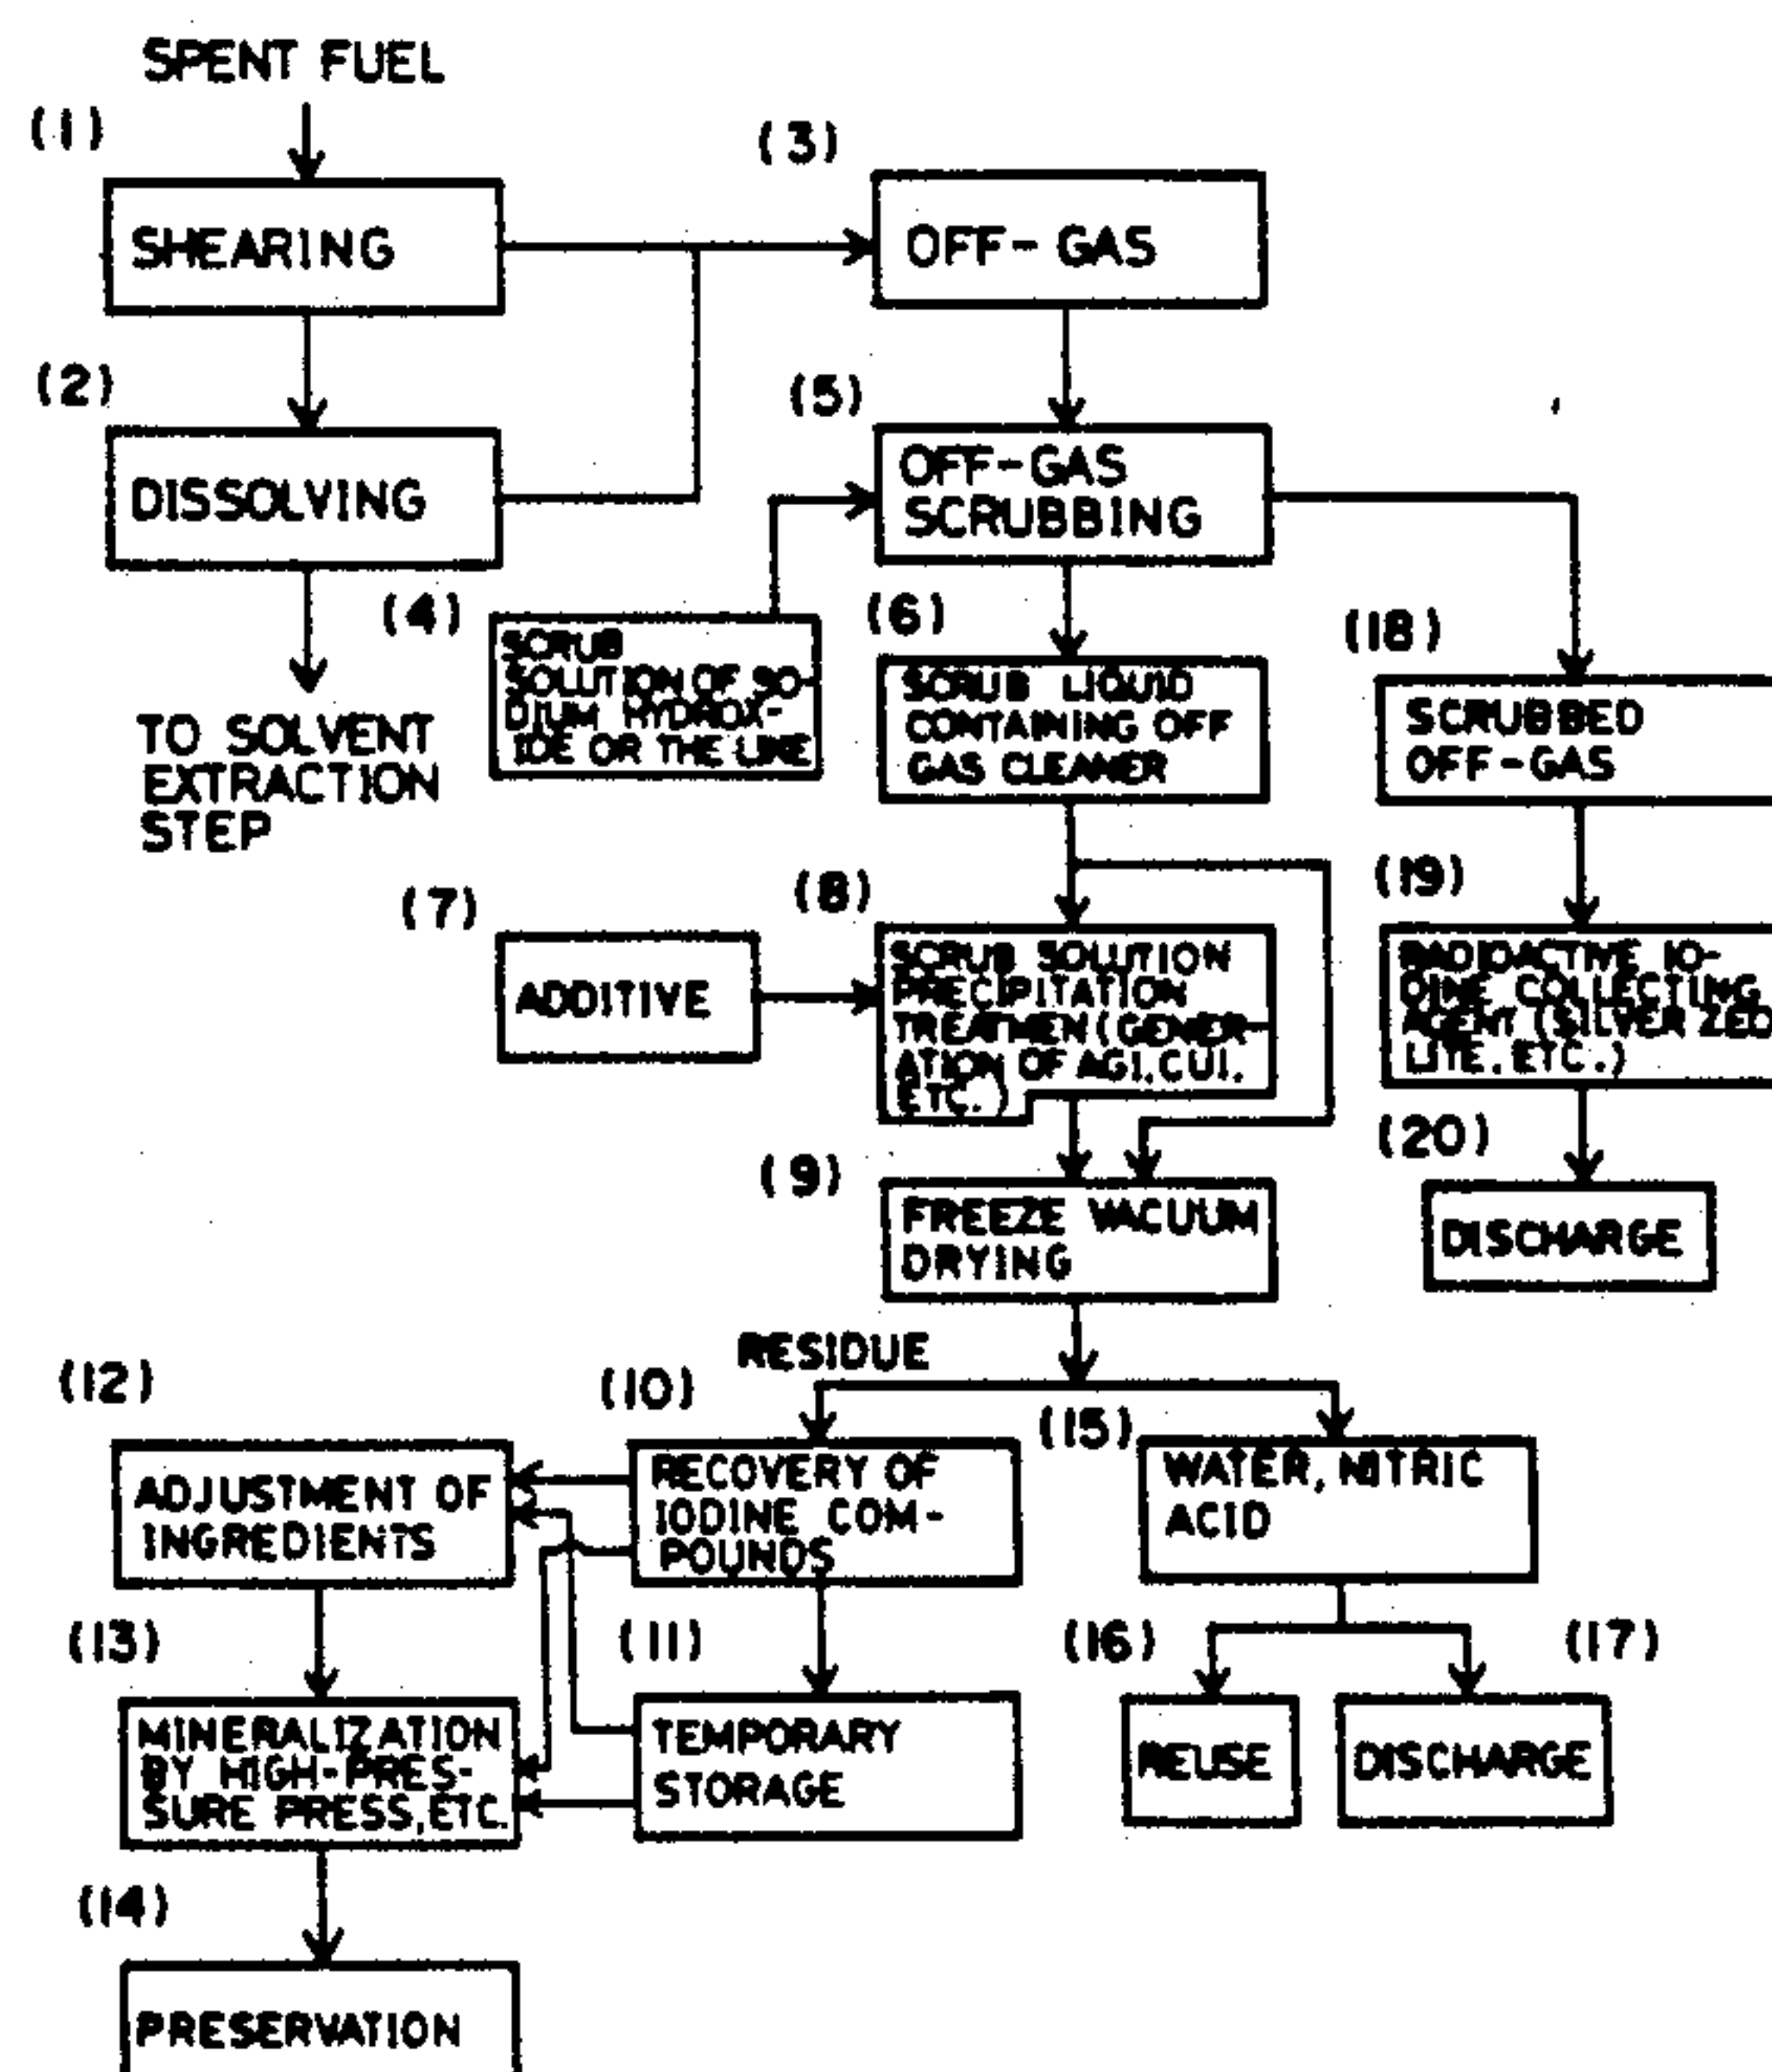 SPENT FUEL
(1)
SHEARING
(3)
OFF-GAS
(2)
DISSOLVING
(5)
OFF-GAS
SCRUBBING
TO SOLVENT
EXTRACTION
STEP
(4)
SCRUB
SOLUTION OF SO-
DIUM HYDROX-
IDE OR THE LIKE
(6)
SCRUB LIQUID
CONTAINING OFF
GAS CLEANER
(18)
SCRUBBED
OFF-GAS
(7)
ADDITIVE
(8)
SCRUB SOLUTION
PRECIPITATION
TREATMEN(GENER-
ATION OF AGI,CUI,
ETC.)
(19)
RADIOACTIVE IO-
DINE COLLECTING
AGENT (SILVER ZEO
LITE, ETC.)
(9)
FREEZE VACUUM
DRYING
(20)
DISCHARGE
RESIDUE
(12)
ADJUSTMENT OF
INGREDIENTS
(10)
RECOVERY OF
IODINE COM-
POUNDS
(15)
WATER, NITRIC
ACID
(13)
MINERALIZATION
BY HIGH-PRES-
SURE PRESS,ETC.
(11)
TEMPORARY
STORAGE
(16)
REUSE
(17)
DISCHARGE
(14)
PRESERVATION